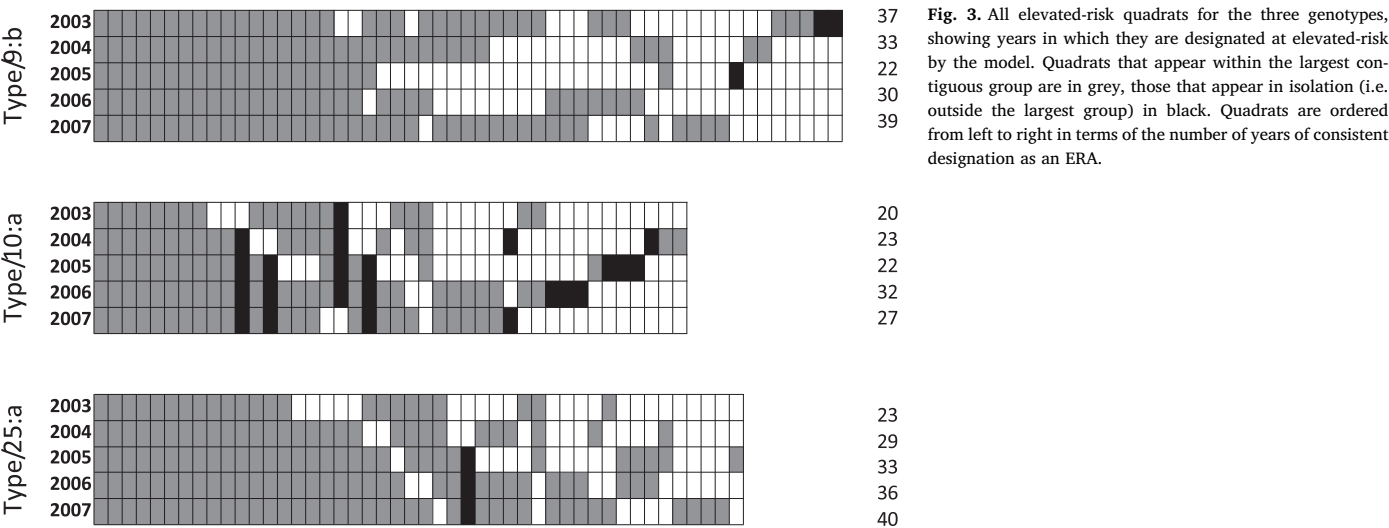 Type/9:b
2003 37
2004 33
2005 22
2006 30
2007 39
Type/10:a
2003 20
2004 23
2005 22
2006 32
2007 27
Type/25:a
2003 23
2004 29
2005 33
2006 36
2007 40
Fig. 3. All elevated-risk quadrats for the three genotypes,
showing years in which they are designated at elevated-risk
by the model. Quadrats that appear within the largest con-
tiguous group are in grey, those that appear in isolation (i.e.
outside the largest group) in black. Quadrats are ordered
from left to right in terms of the number of years of consistent
designation as an ERA.